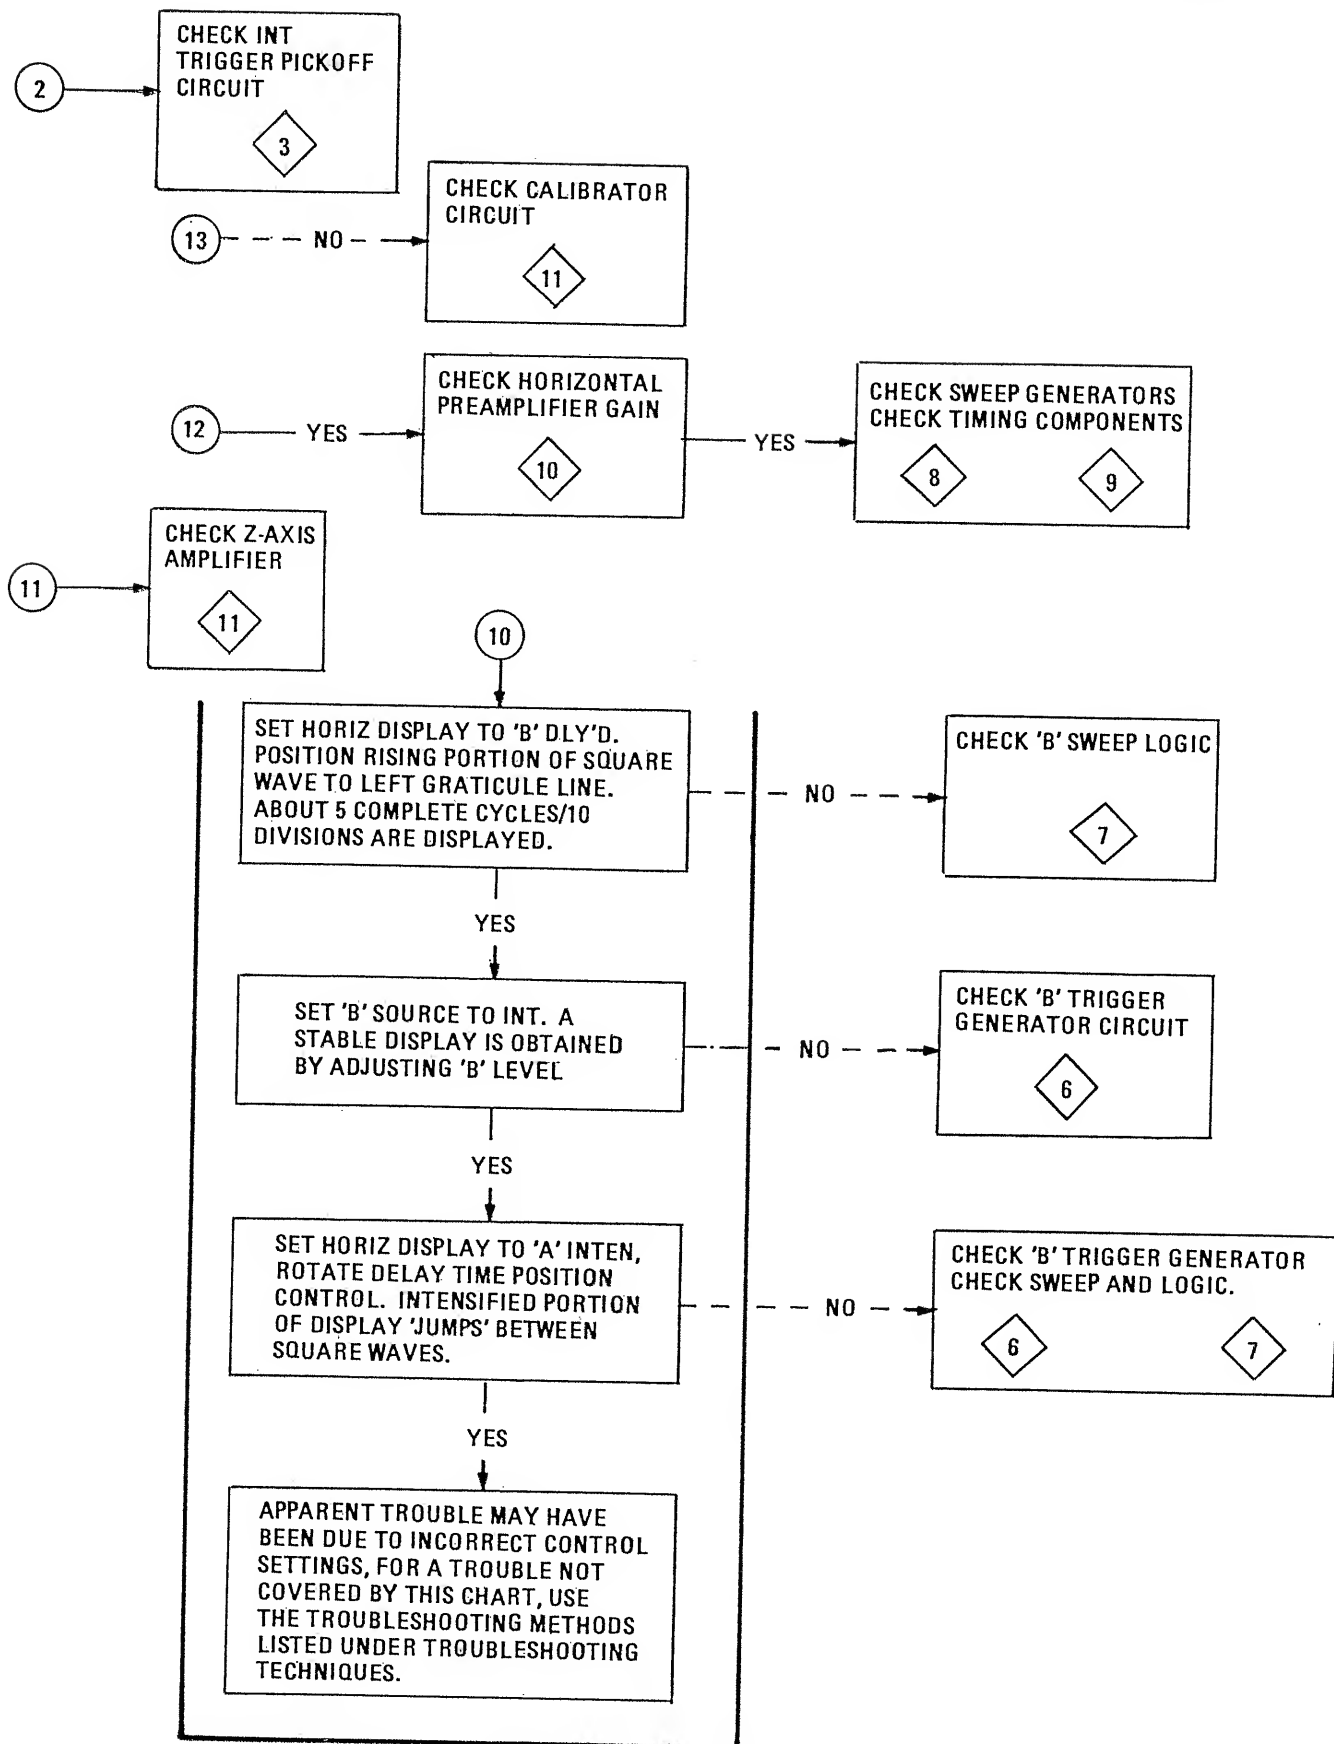 2
CHECK INT
TRIGGER PICKOFF
CIRCUIT
3
13
NO
CHECK CALIBRATOR
CIRCUIT
11
12
YES
CHECK HORIZONTAL
PREAMPLIFIER GAIN
10
YES
CHECK SWEEP GENERATORS
CHECK TIMING COMPONENTS
8
9
11
CHECK Z-AXIS
AMPLIFIER
11
10
SET HORIZ DISPLAY TO 'B' DLY'D.
POSITION RISING PORTION OF SQUARE
WAVE TO LEFT GRATICULE LINE.
ABOUT 5 COMPLETE CYCLES/10
DIVISIONS ARE DISPLAYED.
NO
CHECK 'B' SWEEP LOGIC
7
YES
SET 'B' SOURCE TO INT. A
STABLE DISPLAY IS OBTAINED
BY ADJUSTING 'B' LEVEL
NO
CHECK 'B' TRIGGER
GENERATOR CIRCUIT
6
YES
SET HORIZ DISPLAY TO 'A' INTEN,
ROTATE DELAY TIME POSITION
CONTROL. INTENSIFIED PORTION
OF DISPLAY 'JUMPS' BETWEEN
SQUARE WAVES.
NO
CHECK 'B' TRIGGER GENERATOR
CHECK SWEEP AND LOGIC.
6
7
YES
APPARENT TROUBLE MAY HAVE
BEEN DUE TO INCORRECT CONTROL
SETTINGS, FOR A TROUBLE NOT
COVERED BY THIS CHART, USE
THE TROUBLESHOOTING METHODS
LISTED UNDER TROUBLESHOOTING
TECHNIQUES.